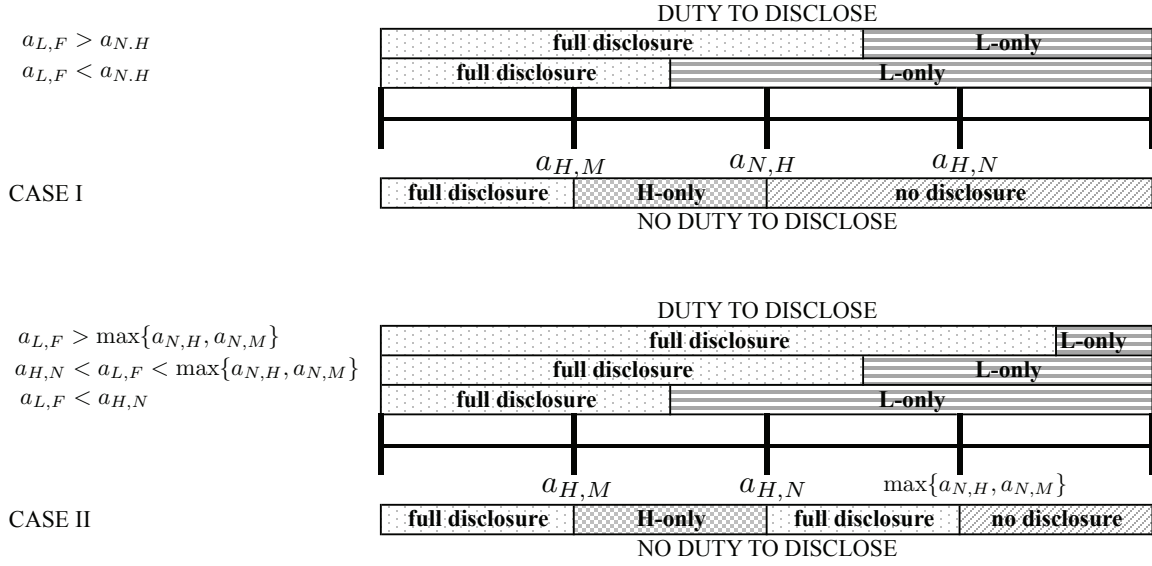 DUTY TO DISCLOSE
a_{L,F} > a_{N.H} full disclosure L-only
a_{L,F} < a_{N.H} full disclosure L-only
a_{H,M} a_{N,H} a_{H,N}
CASE I full disclosure H-only no disclosure
NO DUTY TO DISCLOSE
DUTY TO DISCLOSE
a_{L,F} > max{a_{N,H}, a_{N,M}} full disclosure L-only
a_{H,N} < a_{L,F} < max{a_{N,H}, a_{N,M}} full disclosure L-only
a_{L,F} < a_{H,N} full disclosure L-only
a_{H,M} a_{H,N} max{a_{N,H}, a_{N,M}}
CASE II full disclosure H-only full disclosure no disclosure
NO DUTY TO DISCLOSE